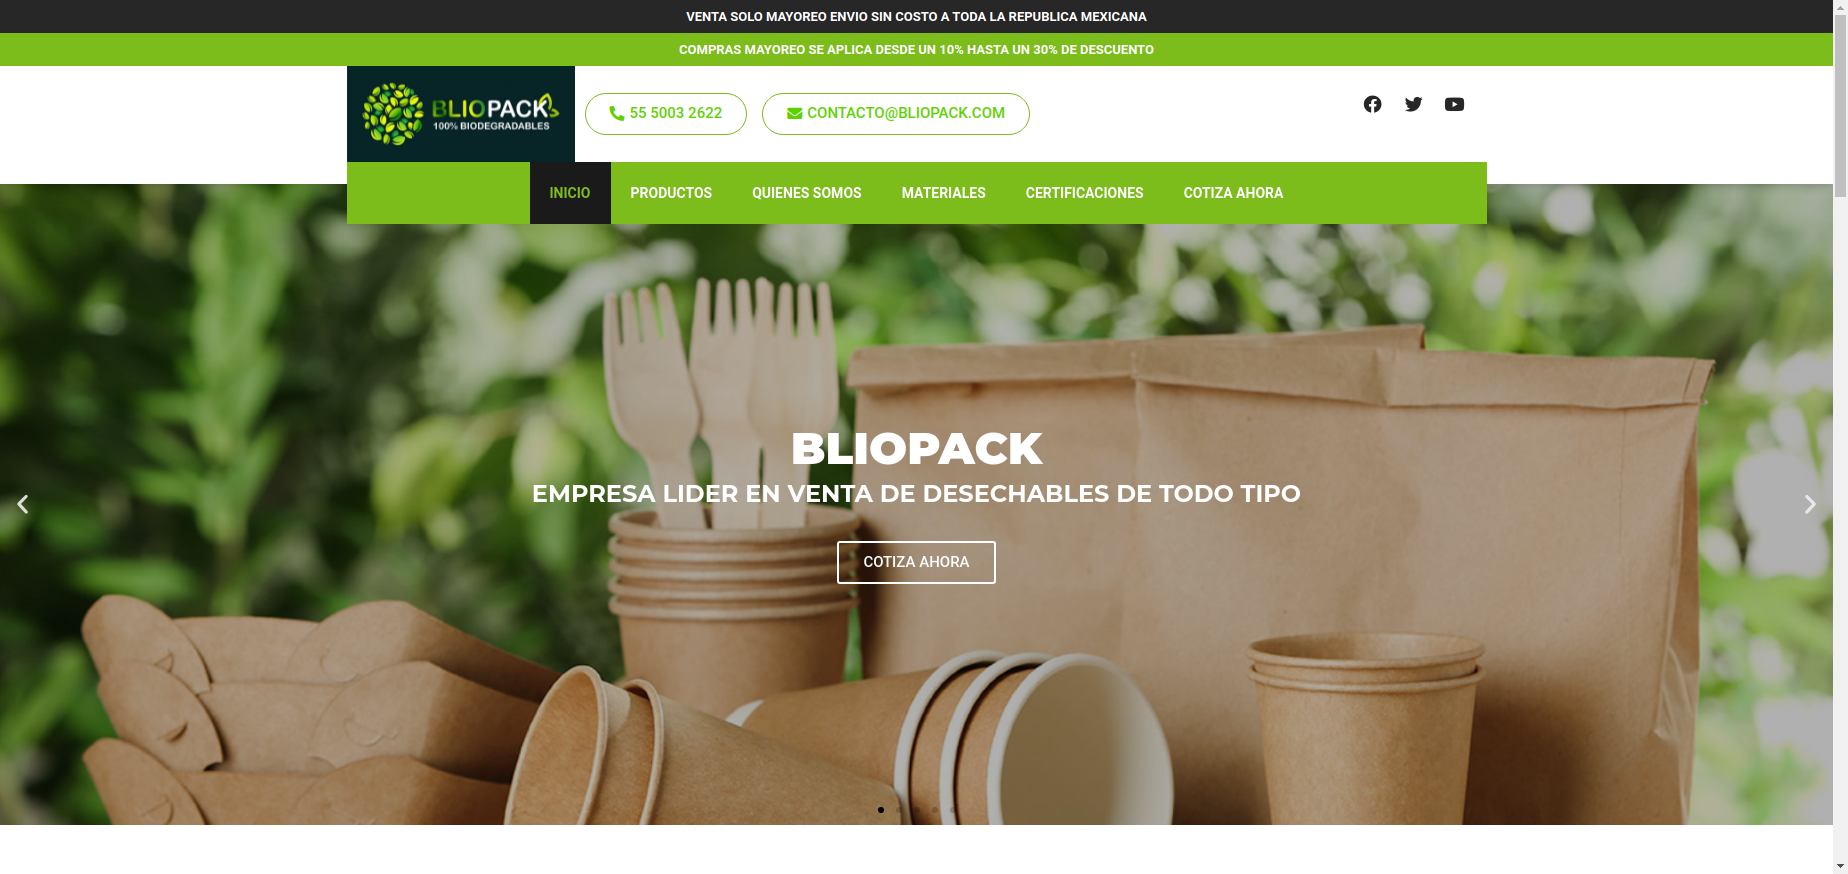 VENTA SOLO MAYOREO ENVIO SIN COSTO A TODA LA REPUBLICA MEXICANA
COMPRAS MAYOREO SE APLICA DESDE UN 10% HASTA UN 30% DE DESCUENTO
BLIOPACK
100% BIODEGRADABLES
55 5003 2622
CONTACTO@BLIOPACK.COM
INICIO PRODUCTOS QUIENES SOMOS MATERIALES CERTIFICACIONES COTIZA AHORA
BLIOPACK
EMPRESA LIDER EN VENTA DE DESECHABLES DE TODO TIPO
COTIZA AHORA